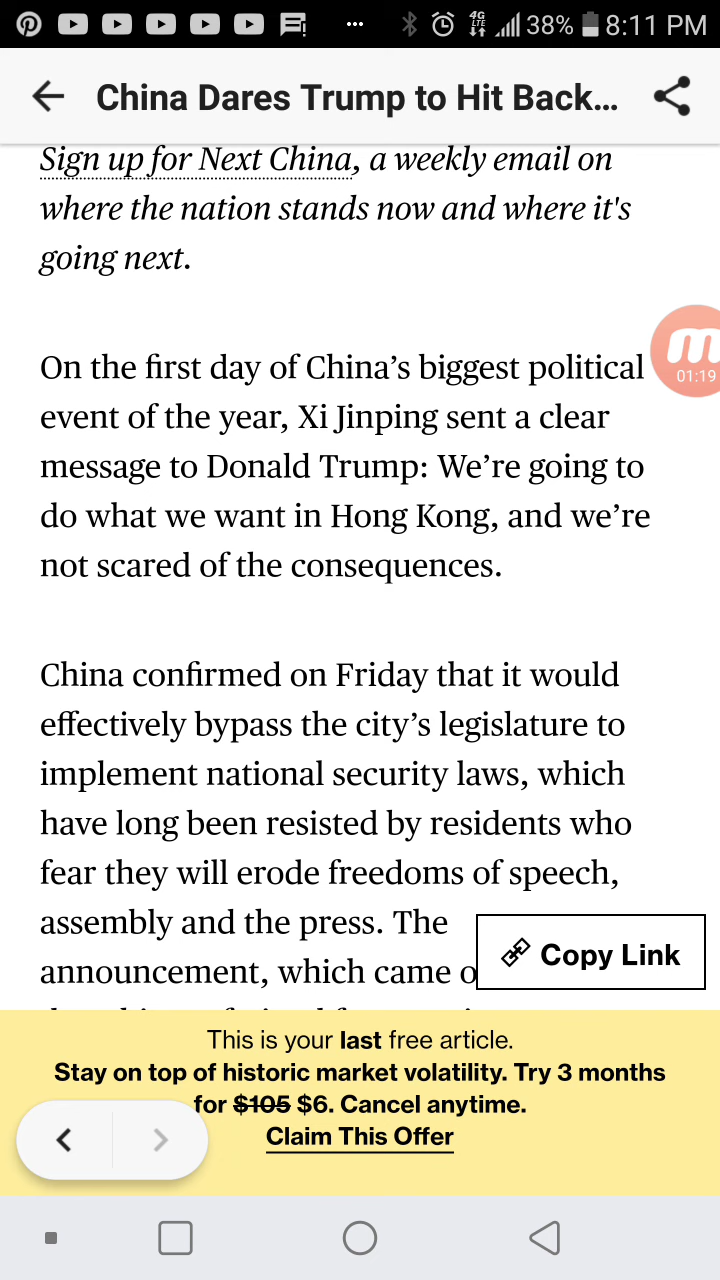 4G
LTE
38%
8:11 PM
China Dares Trump to Hit Back...
Sign up for Next China, a weekly email on
where the nation stands now and where it's
going next.
m
01:19
On the first day of China’s biggest political
event of the year, Xi Jinping sent a clear
message to Donald Trump: We’re going to
do what we want in Hong Kong, and we’re
not scared of the consequences.
China confirmed on Friday that it would
effectively bypass the city’s legislature to
implement national security laws, which
have long been resisted by residents who
fear they will erode freedoms of speech,
assembly and the press. The
announcement, which came o
Copy Link
This is your last free article.
Stay on top of historic market volatility. Try 3 months
for $105 $6. Cancel anytime.
Claim This Offer